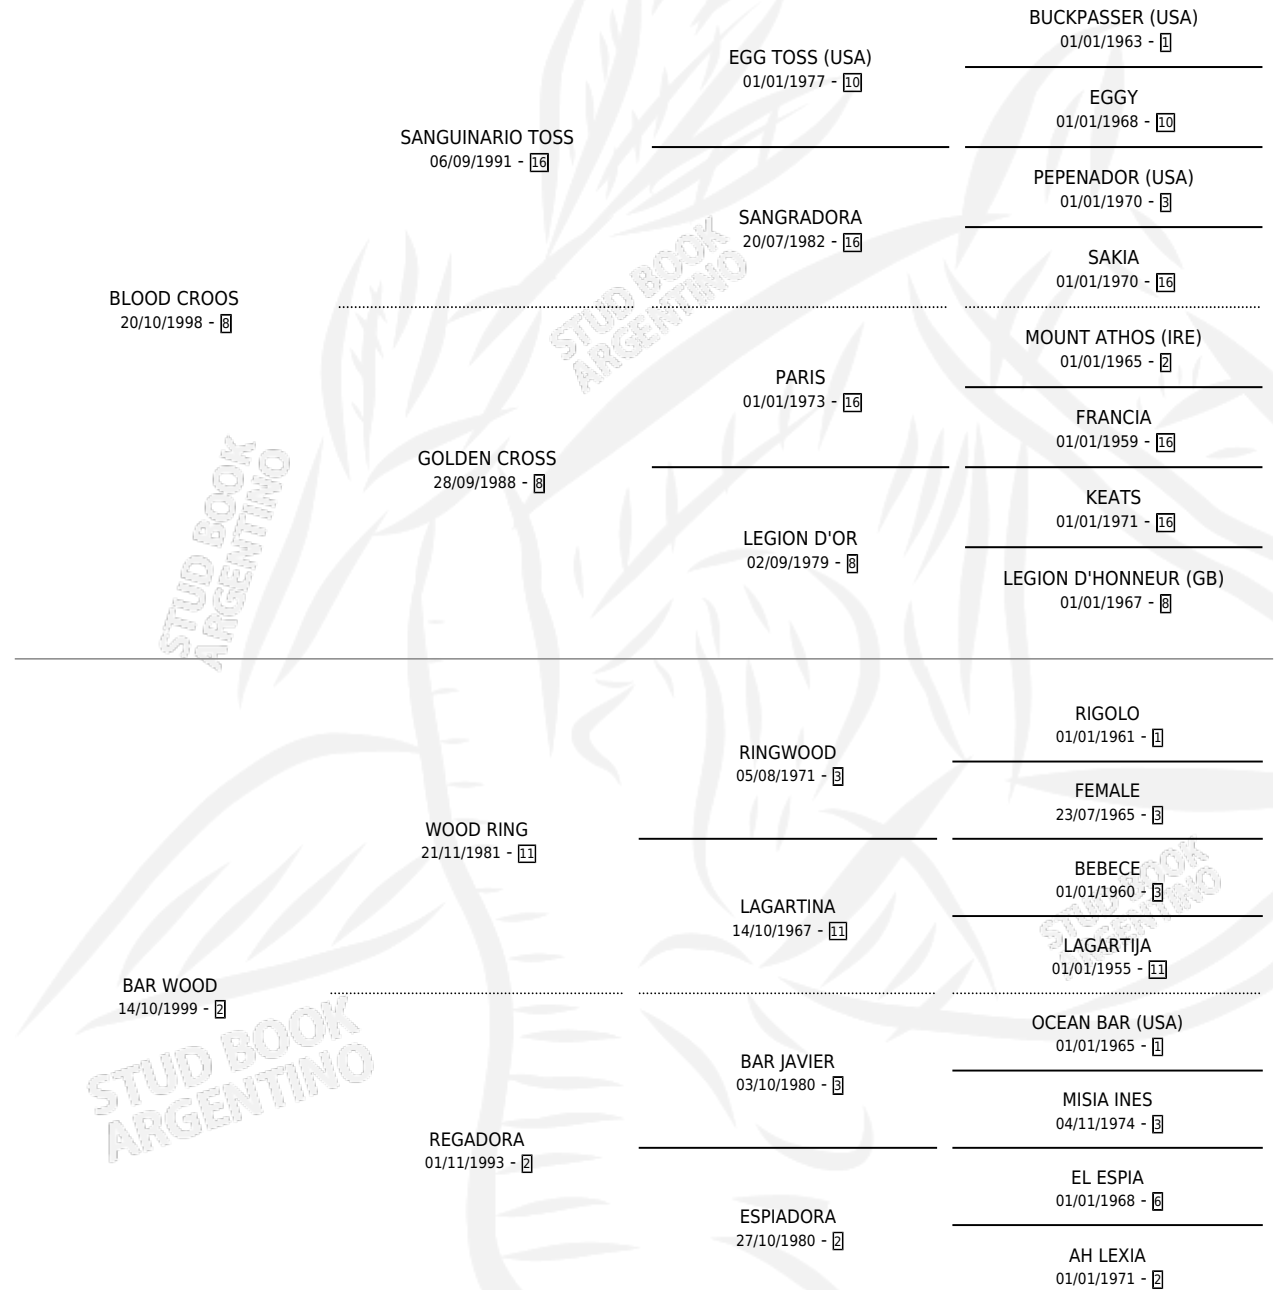 BUCKPASSER (USA)
01/01/1963 - 1
EGG TOSS (USA)
01/01/1977 - 10
EGGY
01/01/1968 - 10
SANGUINARIO TOSS
06/09/1991 - 16
PEPENADOR (USA)
01/01/1970 - 3
SANGRADORA
20/07/1982 - 16
SAKIA
01/01/1970 - 16
BLOOD CROOS
20/10/1998 - 8
STUD BOOK
ARGENTINO
MOUNT ATHOS (IRE)
01/01/1965 - 2
PARIS
01/01/1973 - 16
FRANCIA
01/01/1959 - 16
GOLDEN CROSS
28/09/1988 - 8
KEATS
01/01/1971 - 16
LEGION D'OR
02/09/1979 - 8
LEGION D'HONNEUR (GB)
01/01/1967 - 8
STUD BOOK
ARGENTINO
RIGOLO
01/01/1961 - 1
RINGWOOD
05/08/1971 - 3
FEMALE
23/07/1965 - 3
WOOD RING
21/11/1981 - 11
BEBECE
01/01/1960 - 3
LAGARTINA
14/10/1967 - 11
LAGARTIJA
01/01/1955 - 11
STUD BOOK
ARGENTINO
BAR WOOD
14/10/1999 - 2
OCEAN BAR (USA)
01/01/1965 - 1
BAR JAVIER
03/10/1980 - 3
MISIA INES
04/11/1974 - 3
STUD BOOK
ARGENTINO
REGADORA
01/11/1993 - 2
EL ESPIA
01/01/1968 - 6
ESPIADORA
27/10/1980 - 2
AH LEXIA
01/01/1971 - 2